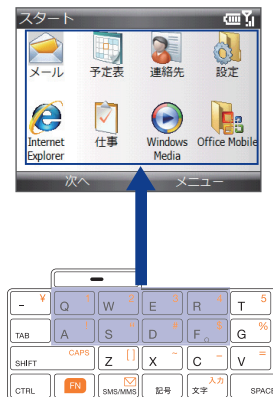 スタート
メール 予定表 連絡先 設定
Internet Explorer 仕事 Windows Media Office Mobile
次へ メニュー
- ¥ Q W E 3 R 4 T 5
TAB A S D F G %
SHIFT CAPS Z [ ] X ~ C _ V =
CTRL FN SMS/MMS 記号 文字 入力 SPACE